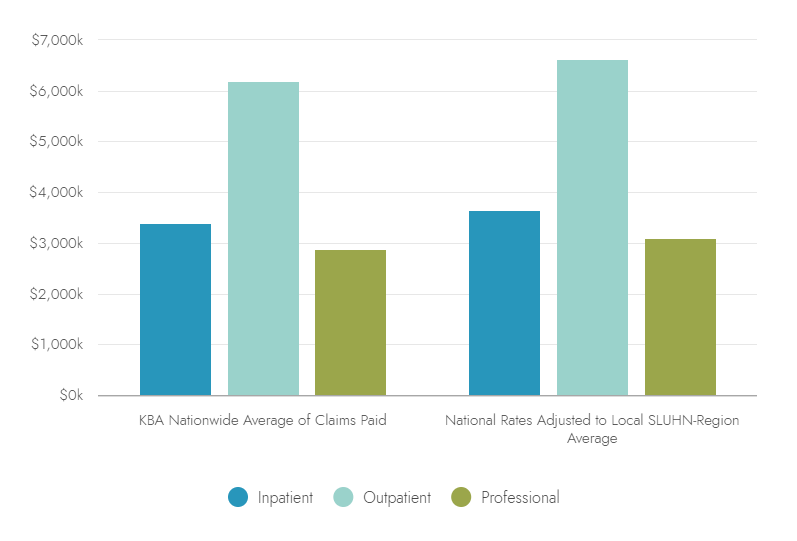 $7,000k
$6,000k
$5,000k
$4,000k
$3,000k
$2,000k
$1,000k
$0k
KBA Nationwide Average of Claims Paid
National Rates Adjusted to Local SLUHN-Region
Average
Inpatient
Outpatient
Professional